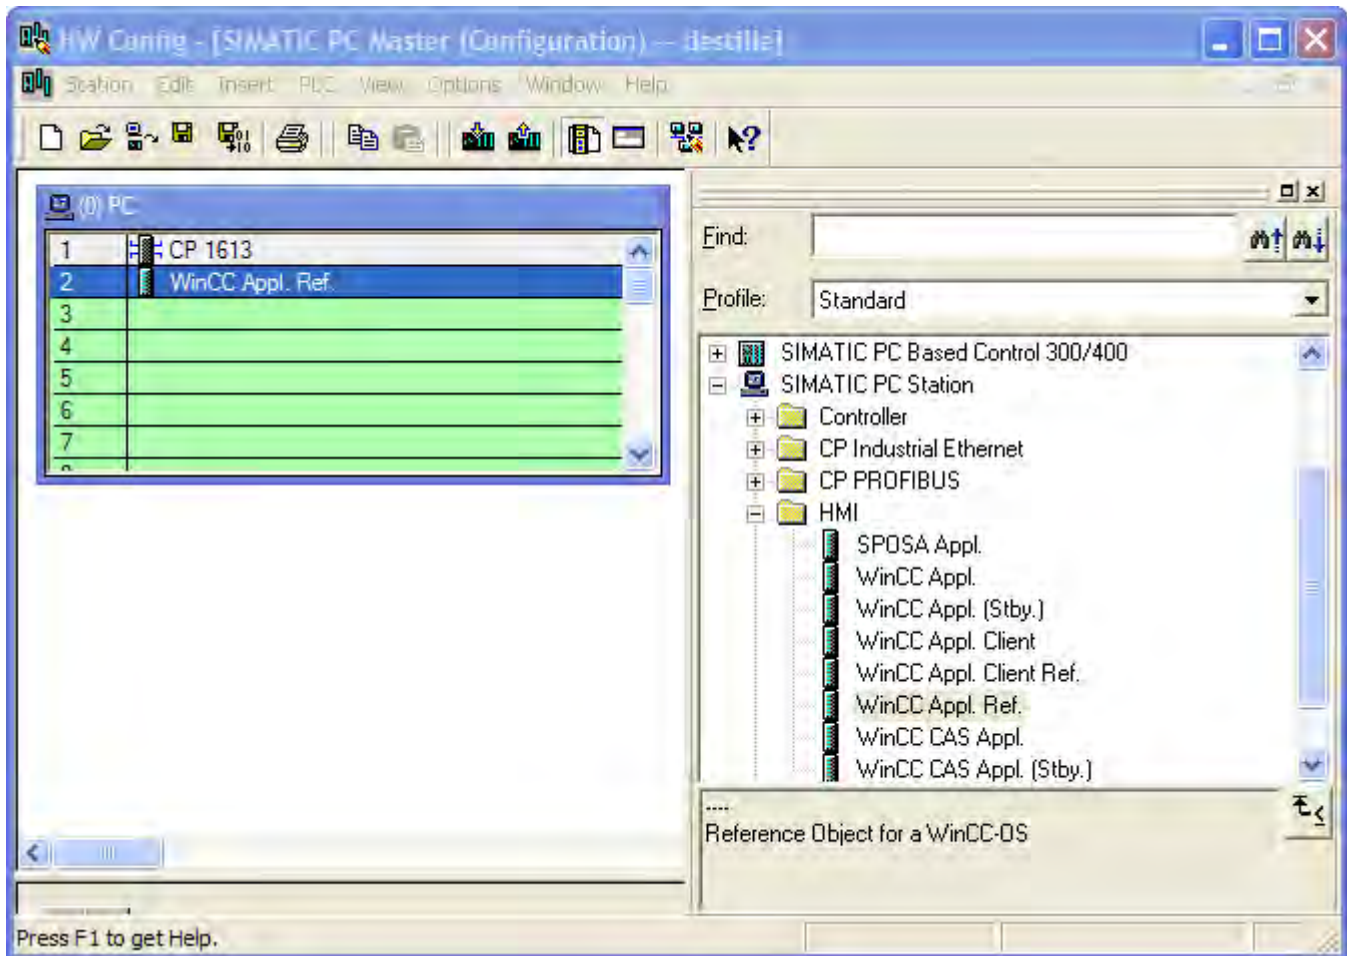 HW Config - [SIMATIC PC Master (Configuration) -- destille]
Station Edit Insert PLC View Options Window Help
(0) PC
1 CP 1613
2 WinCC Appl. Ref.
3
4
5
6
7
Find:
Profile: Standard
SIMATIC PC Based Control 300/400
SIMATIC PC Station
Controller
CP Industrial Ethernet
CP PROFIBUS
HMI
SPOSA Appl.
WinCC Appl.
WinCC Appl. (Stby.)
WinCC Appl. Client
WinCC Appl. Client Ref.
WinCC Appl. Ref.
WinCC CAS Appl.
WinCC CAS Appl. (Stby.)
----
Reference Object for a WinCC-OS
Press F1 to get Help.